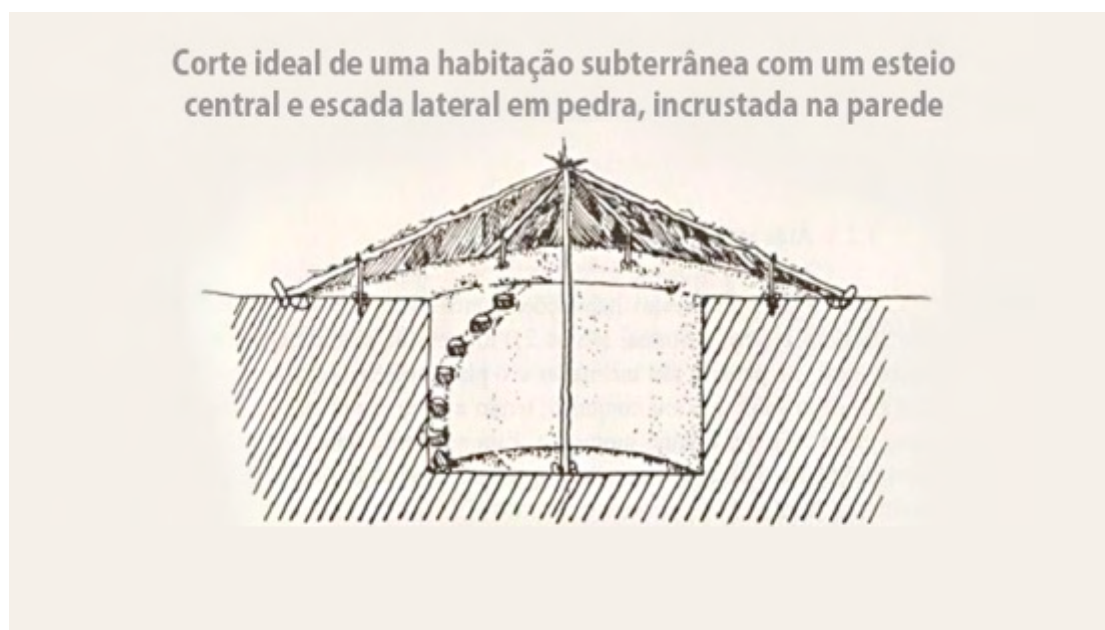 Corte ideal de uma habitação subterrânea com um esteio
central e escada lateral em pedra, incrustada na parede